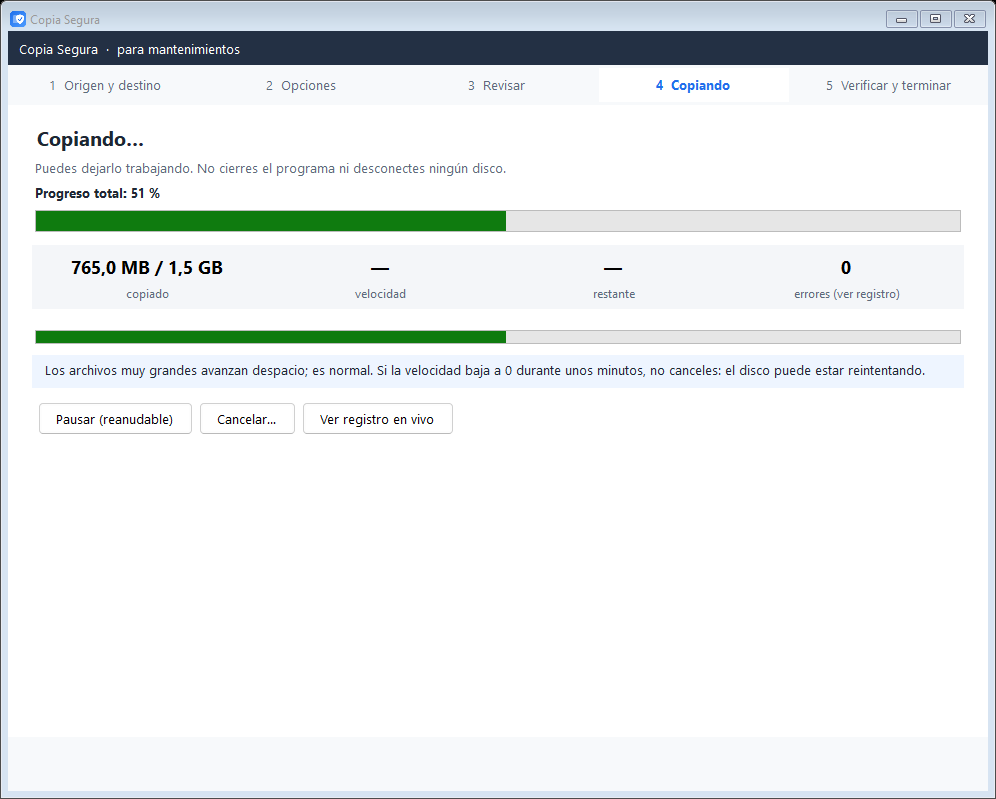 Copia Segura
Copia Segura · para mantenimientos
1 Origen y destino
2 Opciones
3 Revisar
4 Copiando
5 Verificar y terminar
Copiando...
Puedes dejarlo trabajando. No cierres el programa ni desconectes ningún disco.
Progreso total: 51 %
765,0 MB / 1,5 GB
copiado
—
velocidad
—
restante
0
errores (ver registro)
Los archivos muy grandes avanzan despacio; es normal. Si la velocidad baja a 0 durante unos minutos, no canceles: el disco puede estar reintentando.
Pausar (reanudable)
Cancelar...
Ver registro en vivo